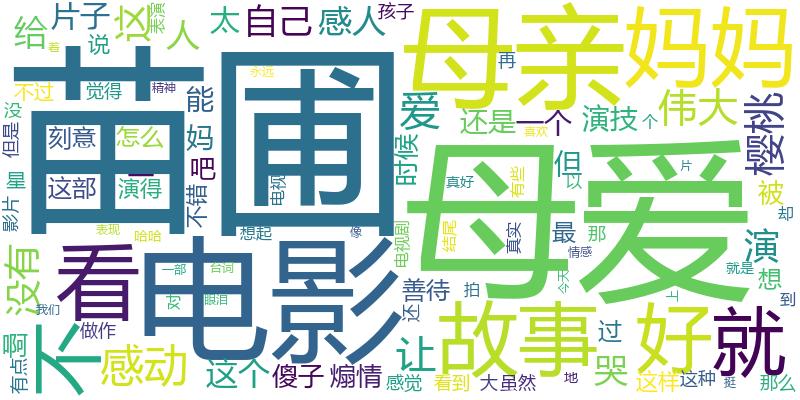 苗圃
母爱
电影
母亲
妈妈
故事
看
好
就
不
感动
给
片子
说
这
人
太
自己
感人
孩子
表演
着
不过
觉得
精神
能
永远
再
爱
还是
一个
演技
个
伟大
喜欢
樱桃
没
但是
刻意
怎么
妈
吧
一
时候
但
这部
演得
不错
电视
真好
有些
以
片
被
却
影片
里
表现
哈哈
想起
像
电视剧
结尾
真实
最
那
情感
演
没有
一部
台词
对
眼泪
善待
拍
今天
就是
想
到
我们
做作
还
上
有点
这个
傻子
煽情
让
感觉
看到
大
虽然
地
过
哭
这样
这种
挺
那么